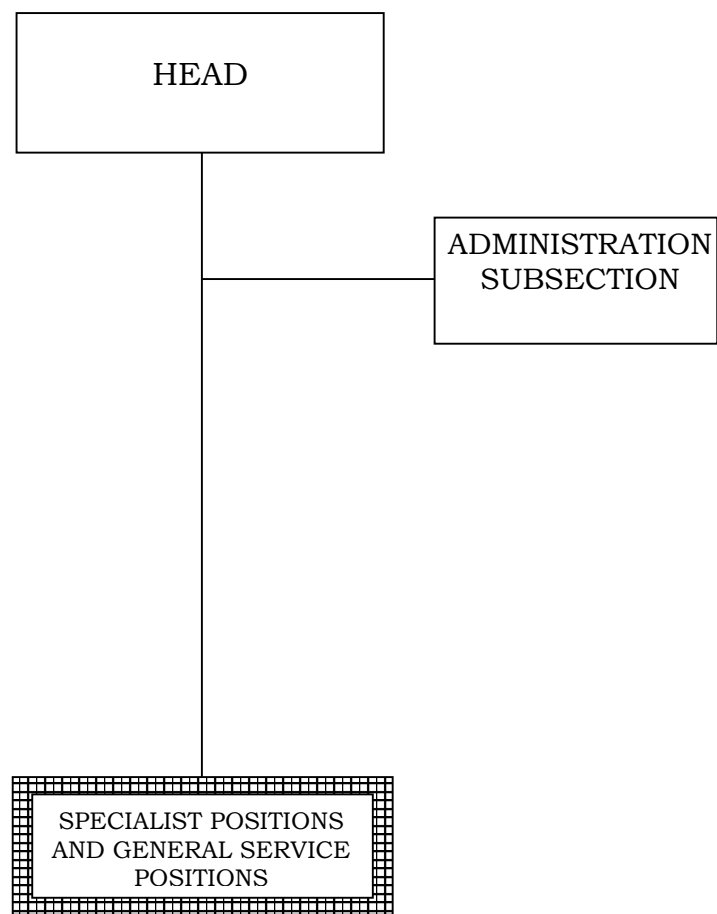 HEAD
ADMINISTRATION
SUBSECTION
SPECIALIST POSITIONS
AND GENERAL SERVICE
POSITIONS